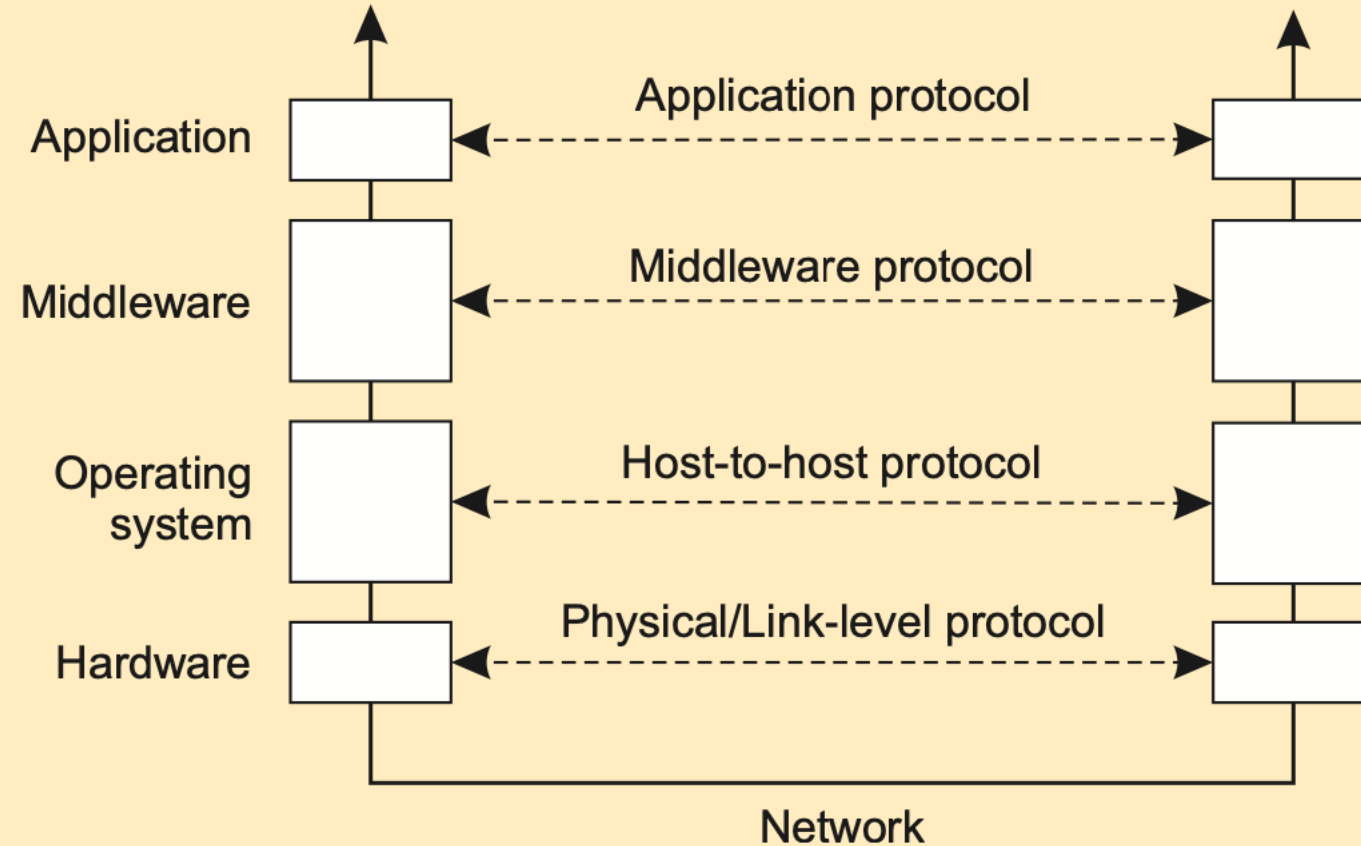 Application protocol
Application
Middleware protocol
Middleware
Host-to-host protocol
Operating
system
Physical/Link-level protocol
Hardware
Network